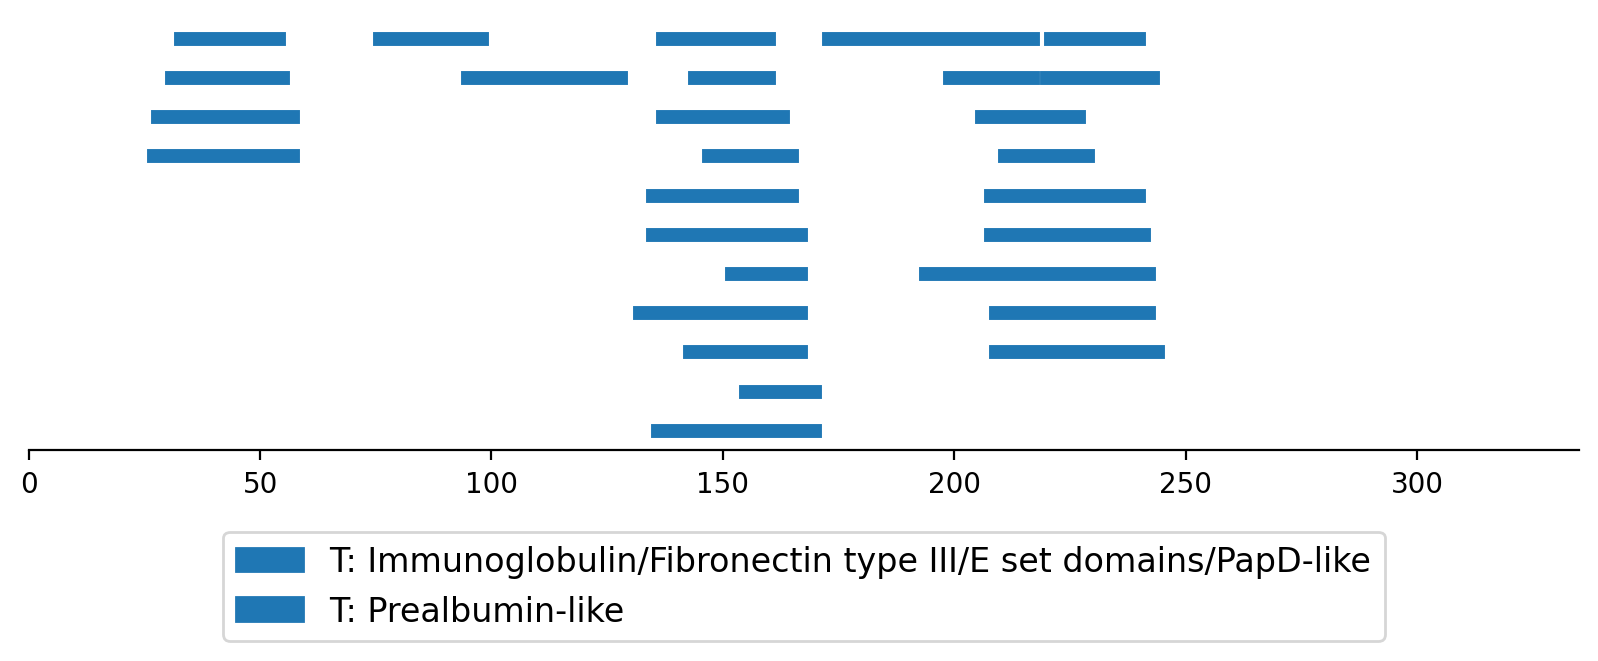 0 50 100 150 200 250 300
T: Immunoglobulin/Fibronectin type III/E set domains/PapD-like
T: Prealbumin-like